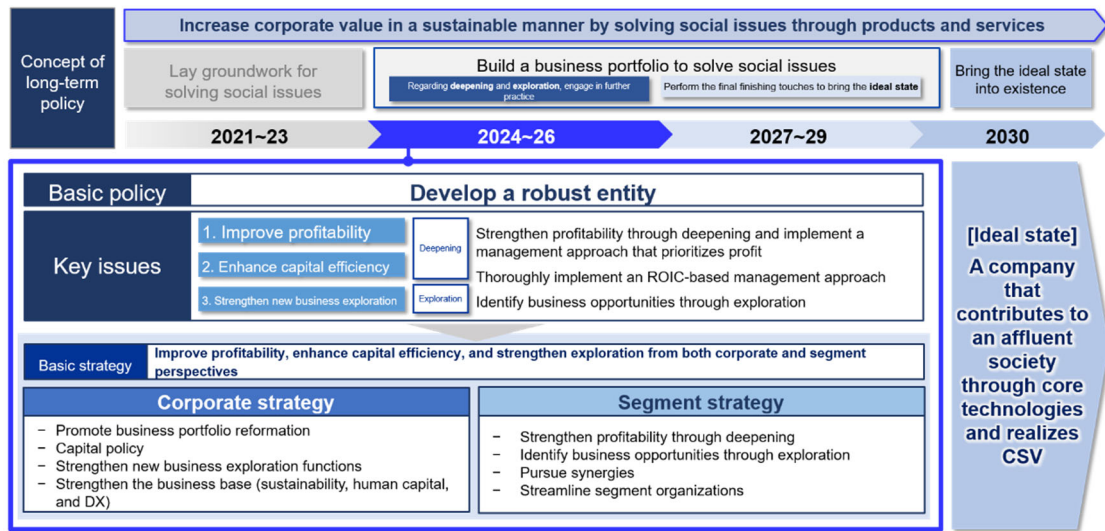 Concept of
long-term
policy
Increase corporate value in a sustainable manner by solving social issues through products and services
Lay groundwork for
solving social issues
Build a business portfolio to solve social issues
Regarding deepening and exploration, engage in further
practice
Perform the final finishing touches to bring the ideal state
Bring the ideal state
into existence
2021~23
2024~26
2027~29
2030
Basic policy
Develop a robust entity
Key issues
1. Improve profitability
2. Enhance capital efficiency
3. Strengthen new business exploration
Deepening
Exploration
Strengthen profitability through deepening and implement a
management approach that prioritizes profit
Thoroughly implement an ROIC-based management approach
Identify business opportunities through exploration
Basic strategy
Improve profitability, enhance capital efficiency, and strengthen exploration from both corporate and segment
perspectives
Corporate strategy
− Promote business portfolio reformation
− Capital policy
− Strengthen new business exploration functions
− Strengthen the business base (sustainability, human capital,
and DX)
Segment strategy
− Strengthen profitability through deepening
− Identify business opportunities through exploration
− Pursue synergies
− Streamline segment organizations
[Ideal state]
A company
that
contributes to
an affluent
society
through core
technologies
and realizes
CSV